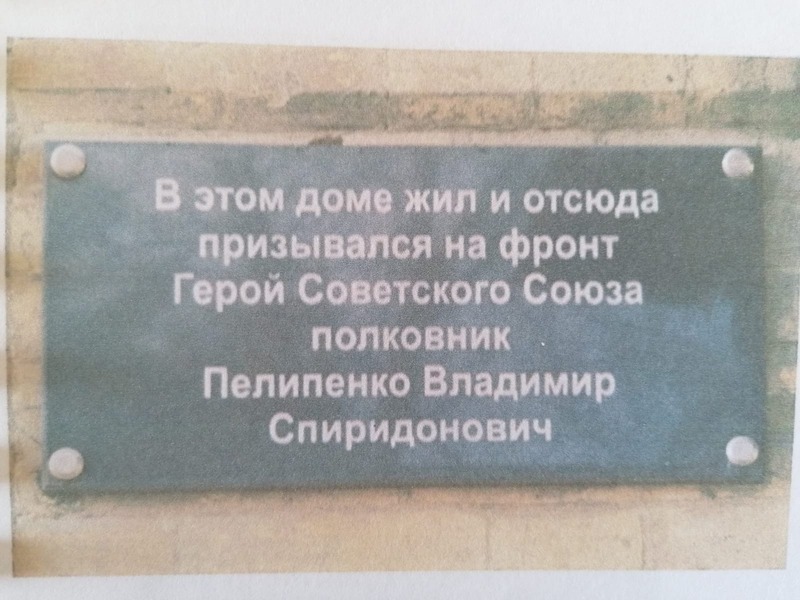 В этом доме жил и отсюда
призывался на фронт
Герой Советского Союза
полковник
Пелипенко Владимир
Спиридонович